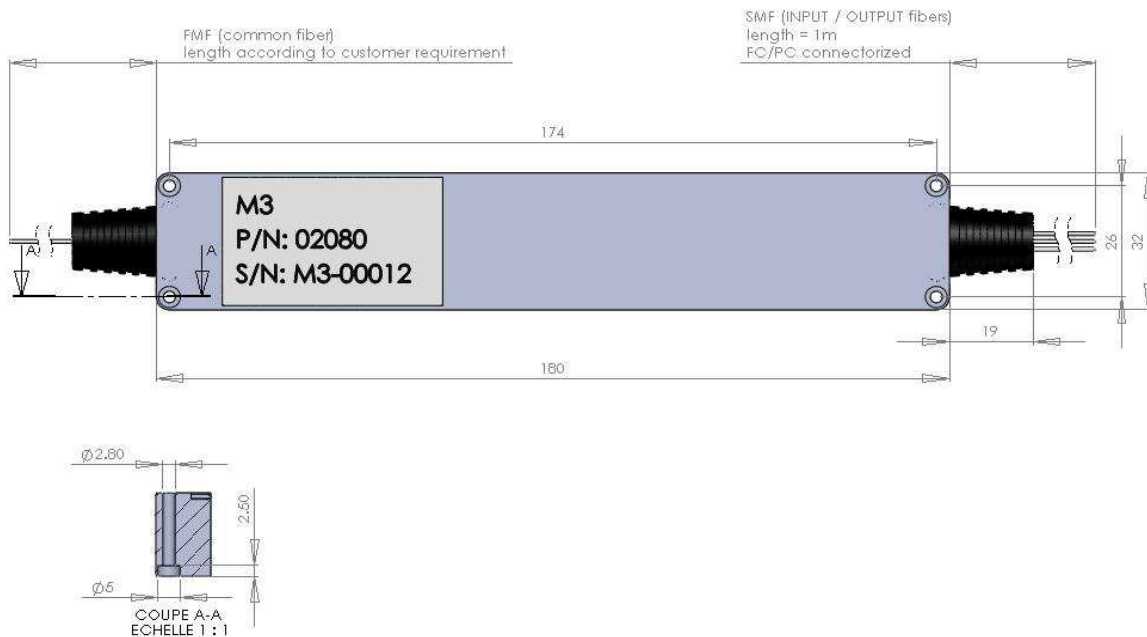 FMF (common fiber)
length according to customer requirement
SMF (INPUT / OUTPUT fibers)
length = 1m
FC/PC connectorized
174
M3
P/N: 02080
S/N: M3-00012
A
A
26
32
19
180
Ø2.80
2.50
Ø5
COUPE A-A
ECHELLE 1 : 1